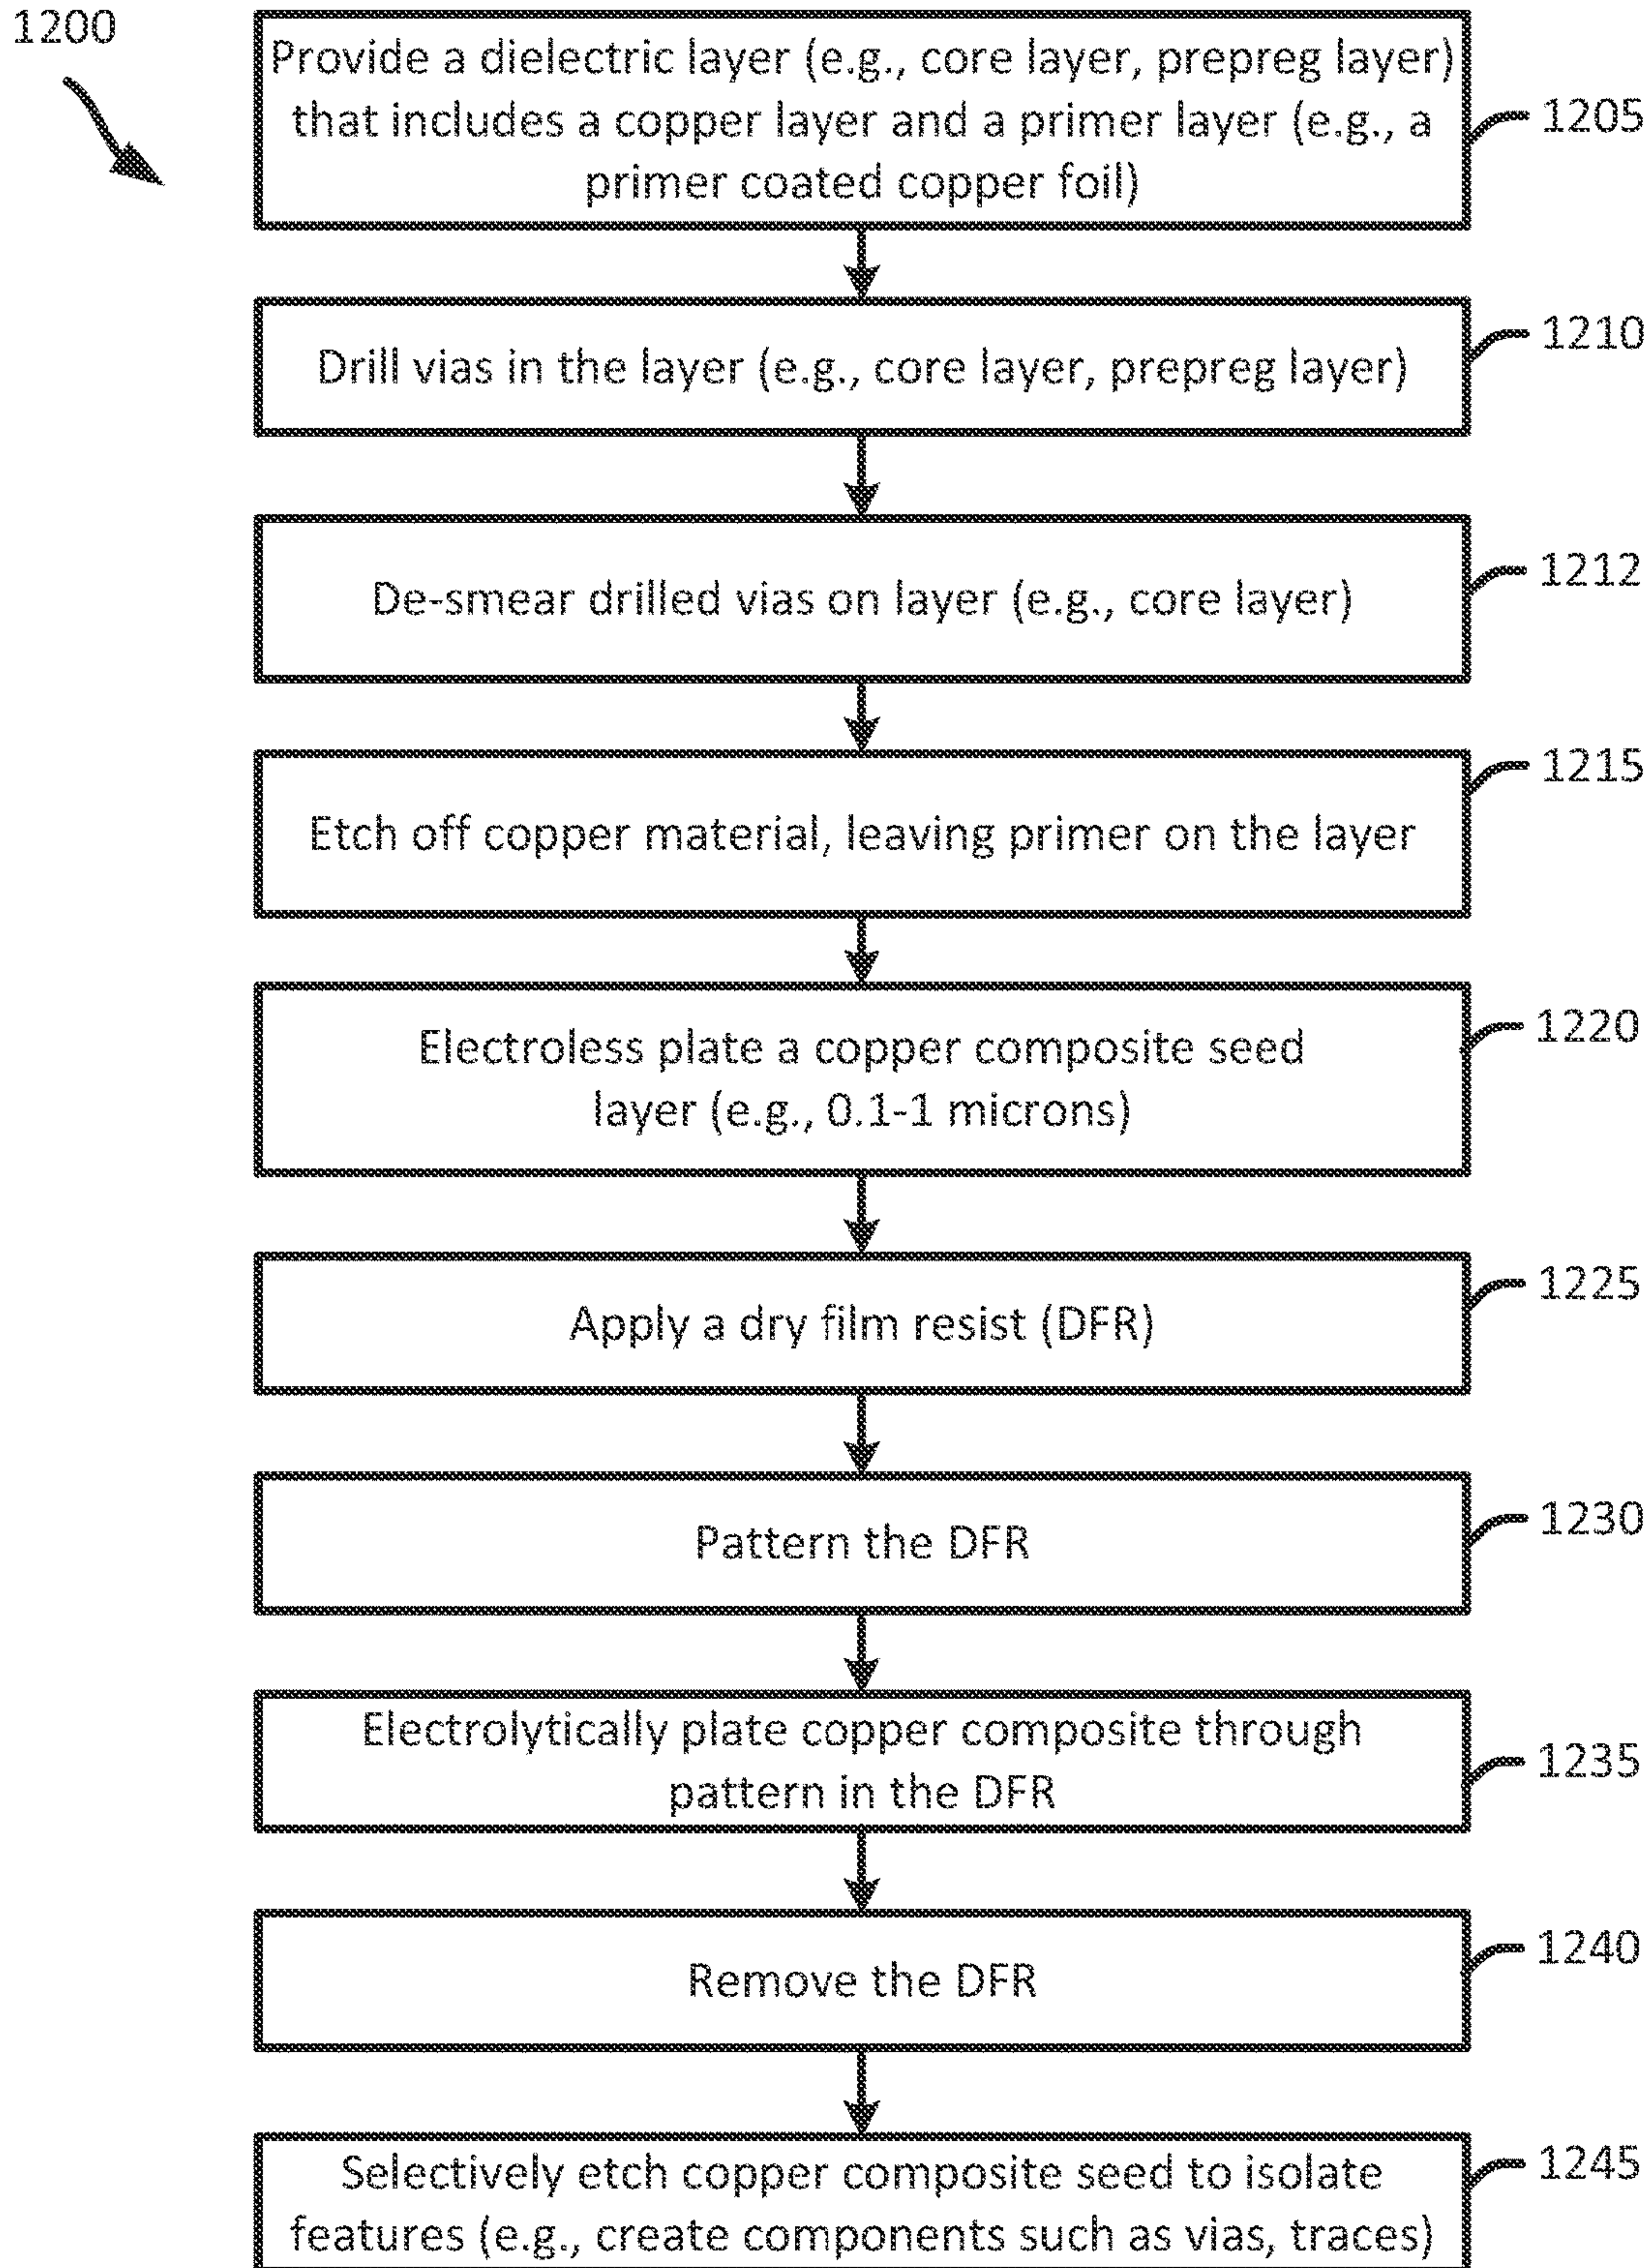 1200
Provide a dielectric layer (e.g., core layer, prepreg layer)
that includes a copper layer and a primer layer (e.g., a
primer coated copper foil)
1205
Drill vias in the layer (e.g., core layer, prepreg layer)
1210
De-smear drilled vias on layer (e.g., core layer)
1212
Etch off copper material, leaving primer on the layer
1215
Electroless plate a copper composite seed
layer (e.g., 0.1-1 microns)
1220
Apply a dry film resist (DFR)
1225
Pattern the DFR
1230
Electrolytically plate copper composite through
pattern in the DFR
1235
Remove the DFR
1240
Selectively etch copper composite seed to isolate
features (e.g., create components such as vias, traces)
1245